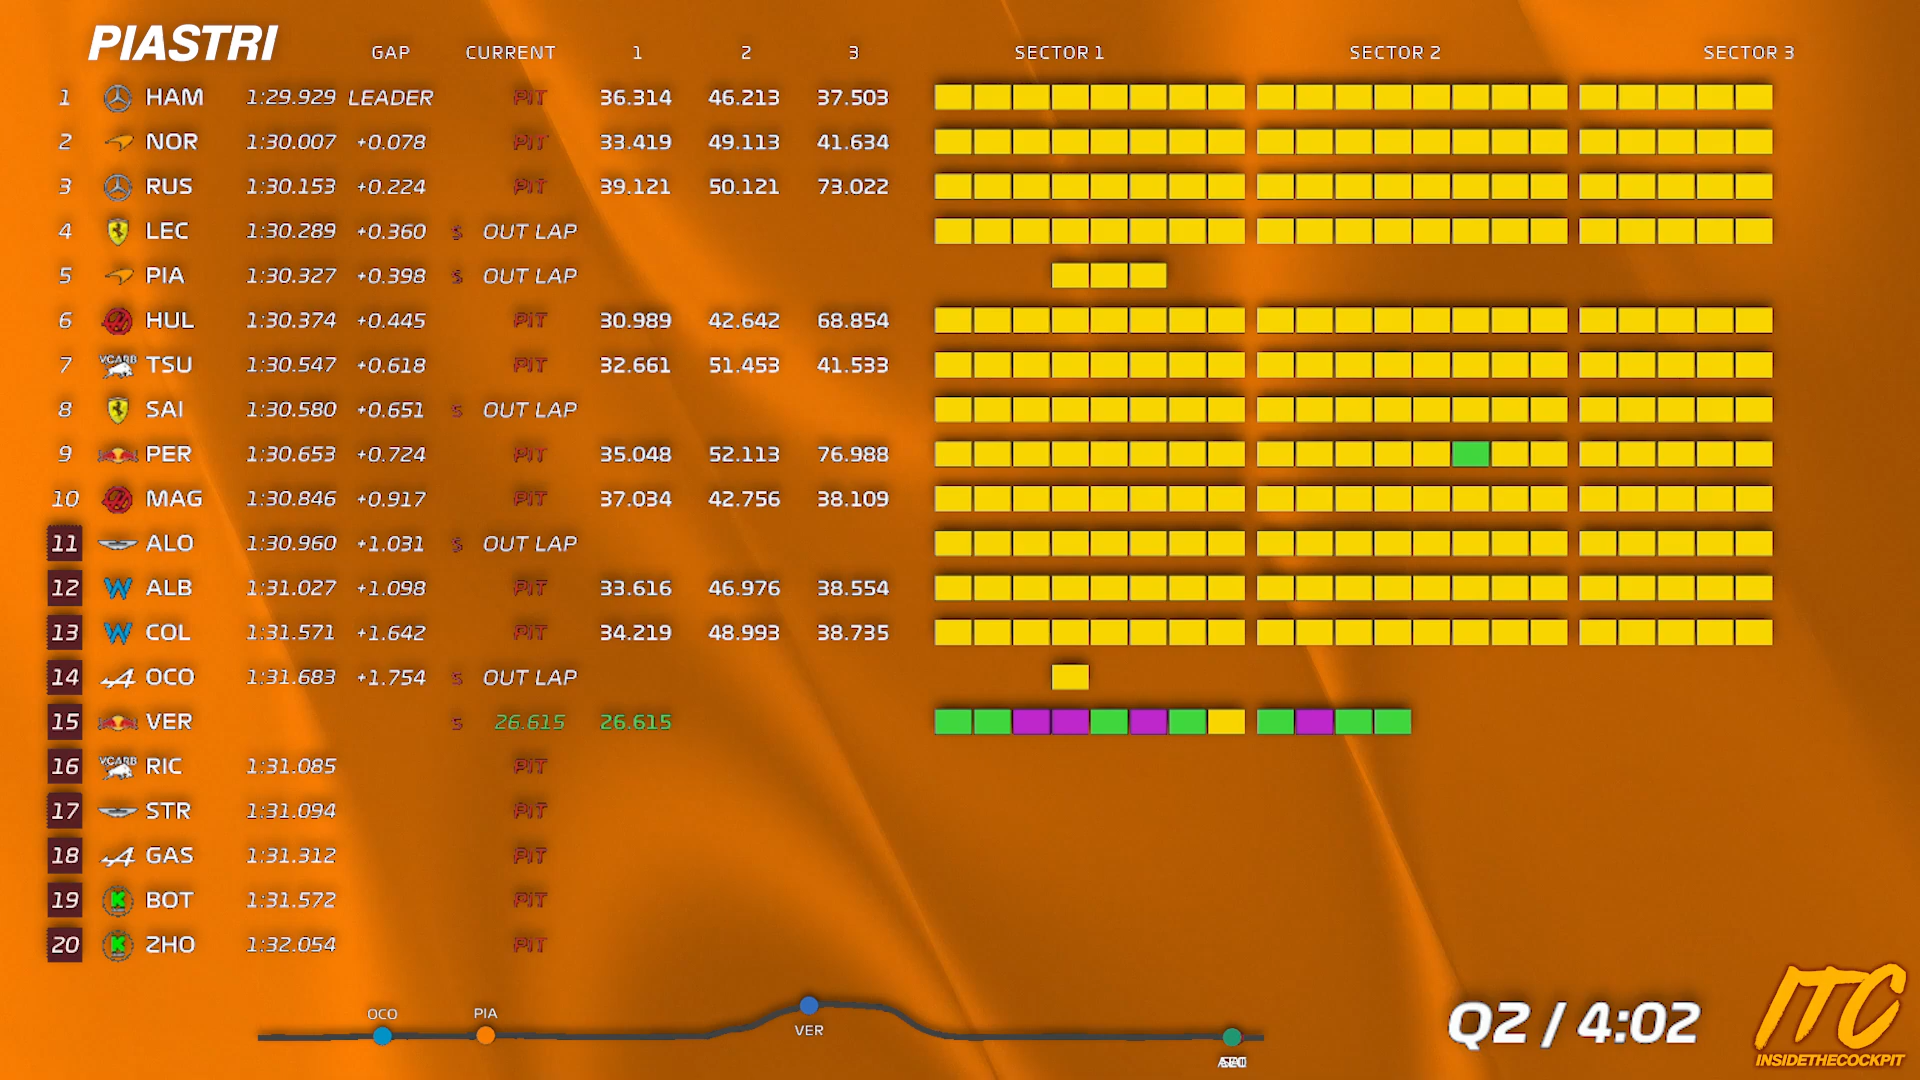 PIASTRI
GAP CURRENT 1 2 3 SECTOR 1 SECTOR 2 SECTOR 3
1 HAM 1:29.929 LEADER PIT 36.314 46.213 37.503
2 NOR 1:30.007 +0.078 PIT 33.419 49.113 41.634
3 RUS 1:30.153 +0.224 PIT 39.121 50.121 73.022
4 LEC 1:30.289 +0.360 S OUT LAP
5 PIA 1:30.327 +0.398 S OUT LAP
6 HUL 1:30.374 +0.445 PIT 30.989 42.642 68.854
7 VCARB TSU 1:30.547 +0.618 PIT 32.661 51.453 41.533
8 SAI 1:30.580 +0.651 S OUT LAP
9 PER 1:30.653 +0.724 PIT 35.048 52.113 76.988
10 MAG 1:30.846 +0.917 PIT 37.034 42.756 38.109
11 ALO 1:30.960 +1.031 S OUT LAP
12 W ALB 1:31.027 +1.098 PIT 33.616 46.976 38.554
13 W COL 1:31.571 +1.642 PIT 34.219 48.993 38.735
14 OCO 1:31.683 +1.754 S OUT LAP
15 VER S 26.615 26.615
16 VCARB RIC 1:31.085 PIT
17 STR 1:31.094 PIT
18 GAS 1:31.312 PIT
19 K BOT 1:31.572 PIT
20 K ZHO 1:32.054 PIT
OCO PIA VER
Q2 / 4:02
ITC
INSIDETHECOCKPIT